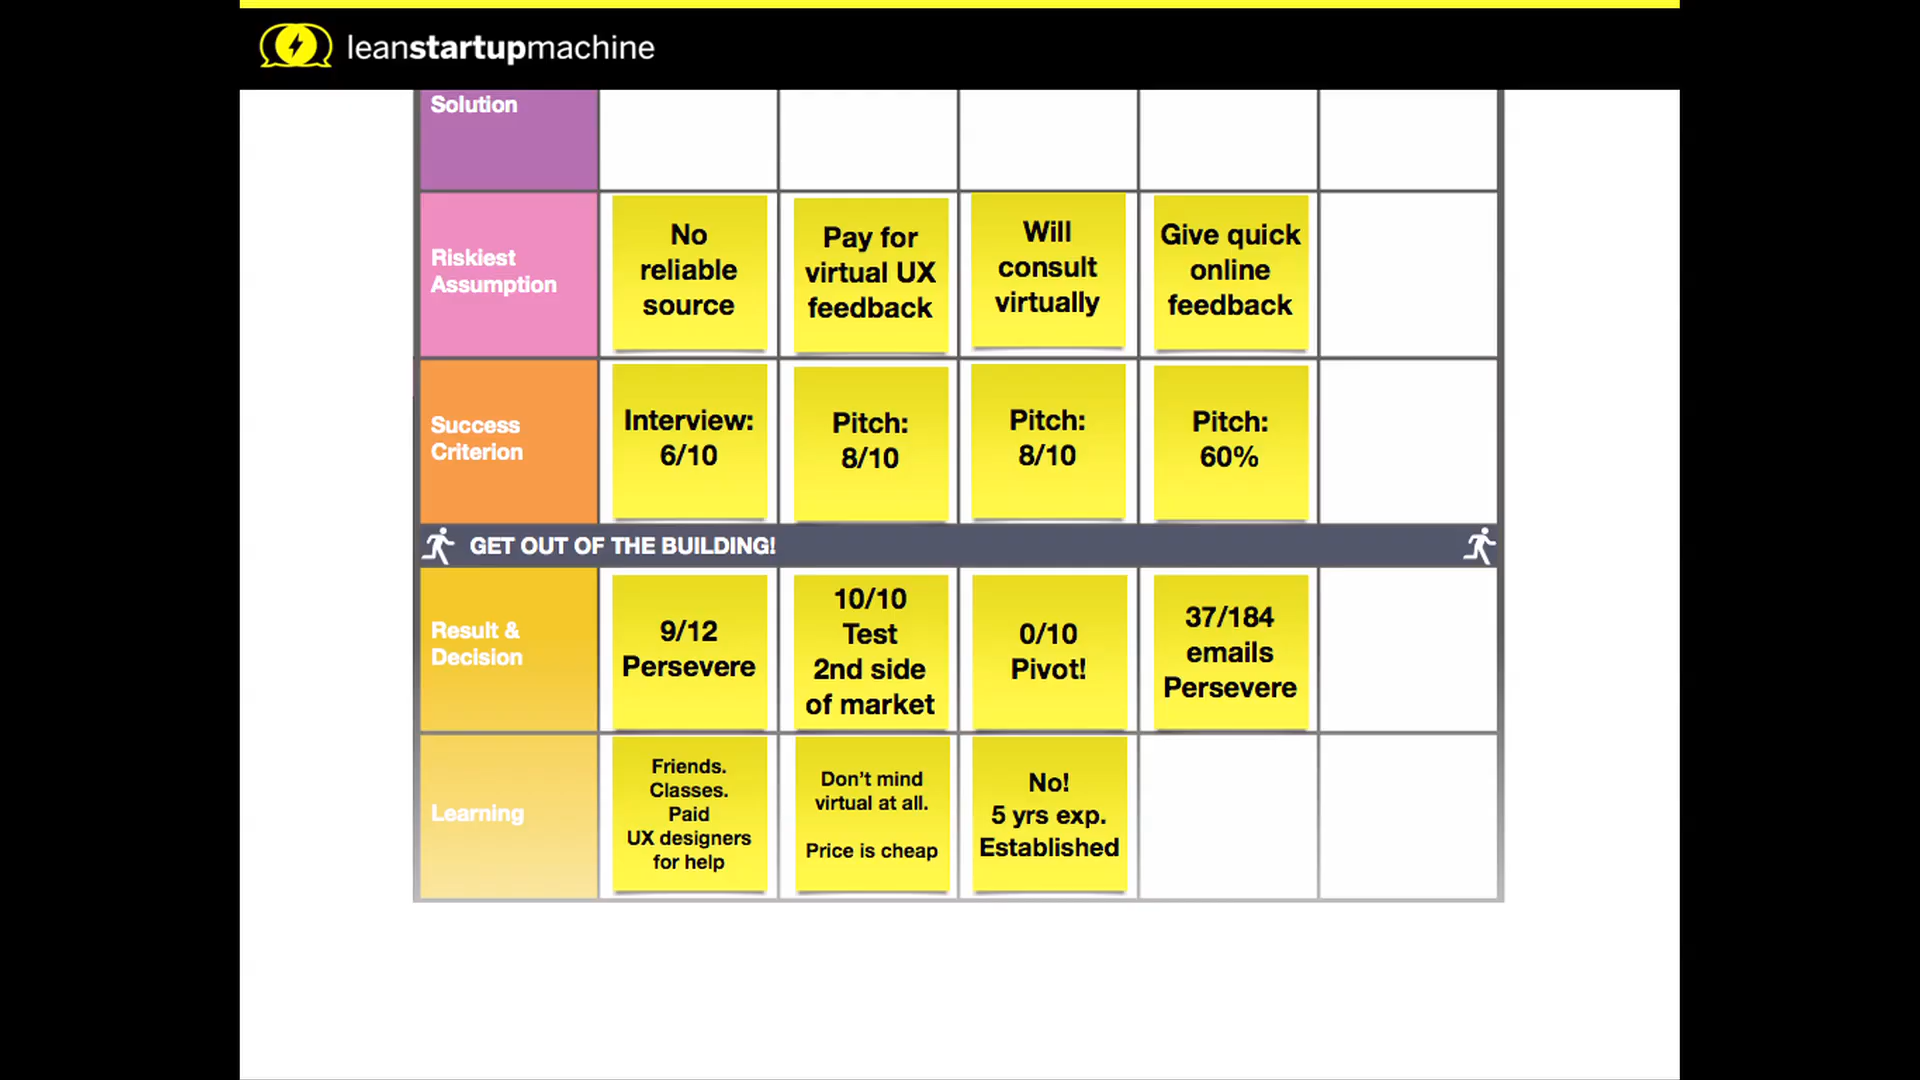 leanstartupmachine
Solution
Riskiest
Assumption
No
reliable
source
Pay for
virtual UX
feedback
Will
consult
virtually
Give quick
online
feedback
Success
Criterion
Interview:
6/10
Pitch:
8/10
Pitch:
8/10
Pitch:
60%
GET OUT OF THE BUILDING!
Result &
Decision
9/12
Persevere
10/10
Test
2nd side
of market
0/10
Pivot!
37/184
emails
Persevere
Learning
Friends.
Classes.
Paid
UX designers
for help
Don't mind
virtual at all.
Price is cheap
No!
5 yrs exp.
Established